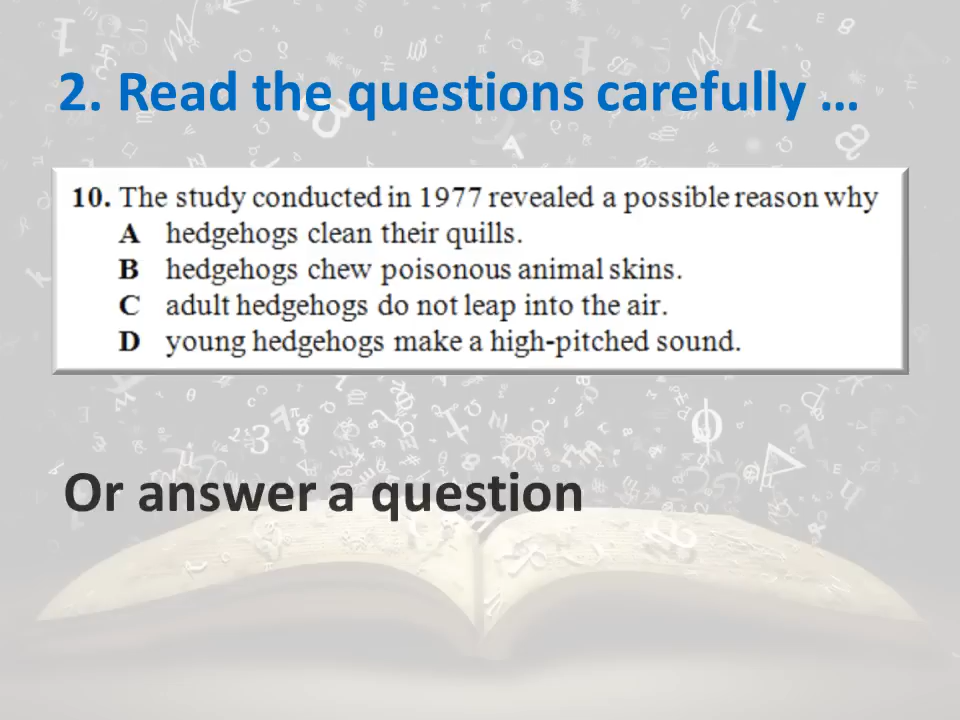 2. Read the questions carefully ...
10. The study conducted in 1977 revealed a possible reason why
A hedgehogs clean their quills.
B hedgehogs chew poisonous animal skins.
C adult hedgehogs do not leap into the air.
D young hedgehogs make a high-pitched sound.
Or answer a question